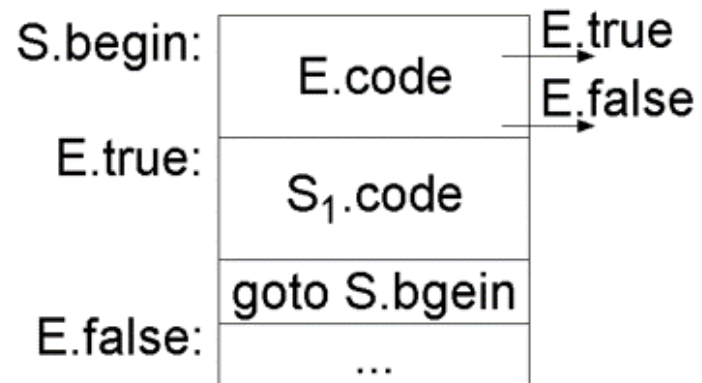 S.begin:
E.code
E.true
E.false
E.true:
S₁.code
goto S.bgein
E.false:
...